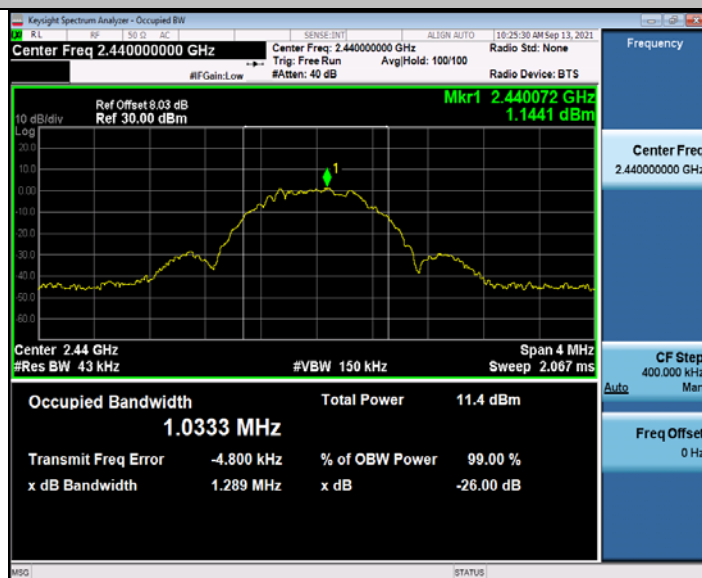 Keysight Spectrum Analyzer - Occupied BW
RL RF 50 Ω AC SENSE:INT ALIGN AUTO 10:25:30 AM Sep 13, 2021
Center Freq 2.440000000 GHz
Center Freq: 2.440000000 GHz
Radio Std: None
Trig: Free Run Avg|Hold: 100/100
#IFGain:Low #Atten: 40 dB Radio Device: BTS
Ref Offset 8.03 dB
10 dB/div Ref 30.00 dBm
Mkr1 2.440072 GHz
1.1441 dBm
Log
20.0
10.0
1
0.00
-10.0
-20.0
-30.0
-40.0
-50.0
-60.0
Center 2.44 GHz Span 4 MHz
#Res BW 43 kHz #VBW 150 kHz Sweep 2.067 ms
Occupied Bandwidth Total Power 11.4 dBm
1.0333 MHz
Transmit Freq Error -4.800 kHz % of OBW Power 99.00 %
x dB Bandwidth 1.289 MHz x dB -26.00 dB
Frequency
Center Freq
2.440000000 GHz
CF Step
400.000 kHz
Auto Man
Freq Offset
0 Hz
MSG STATUS